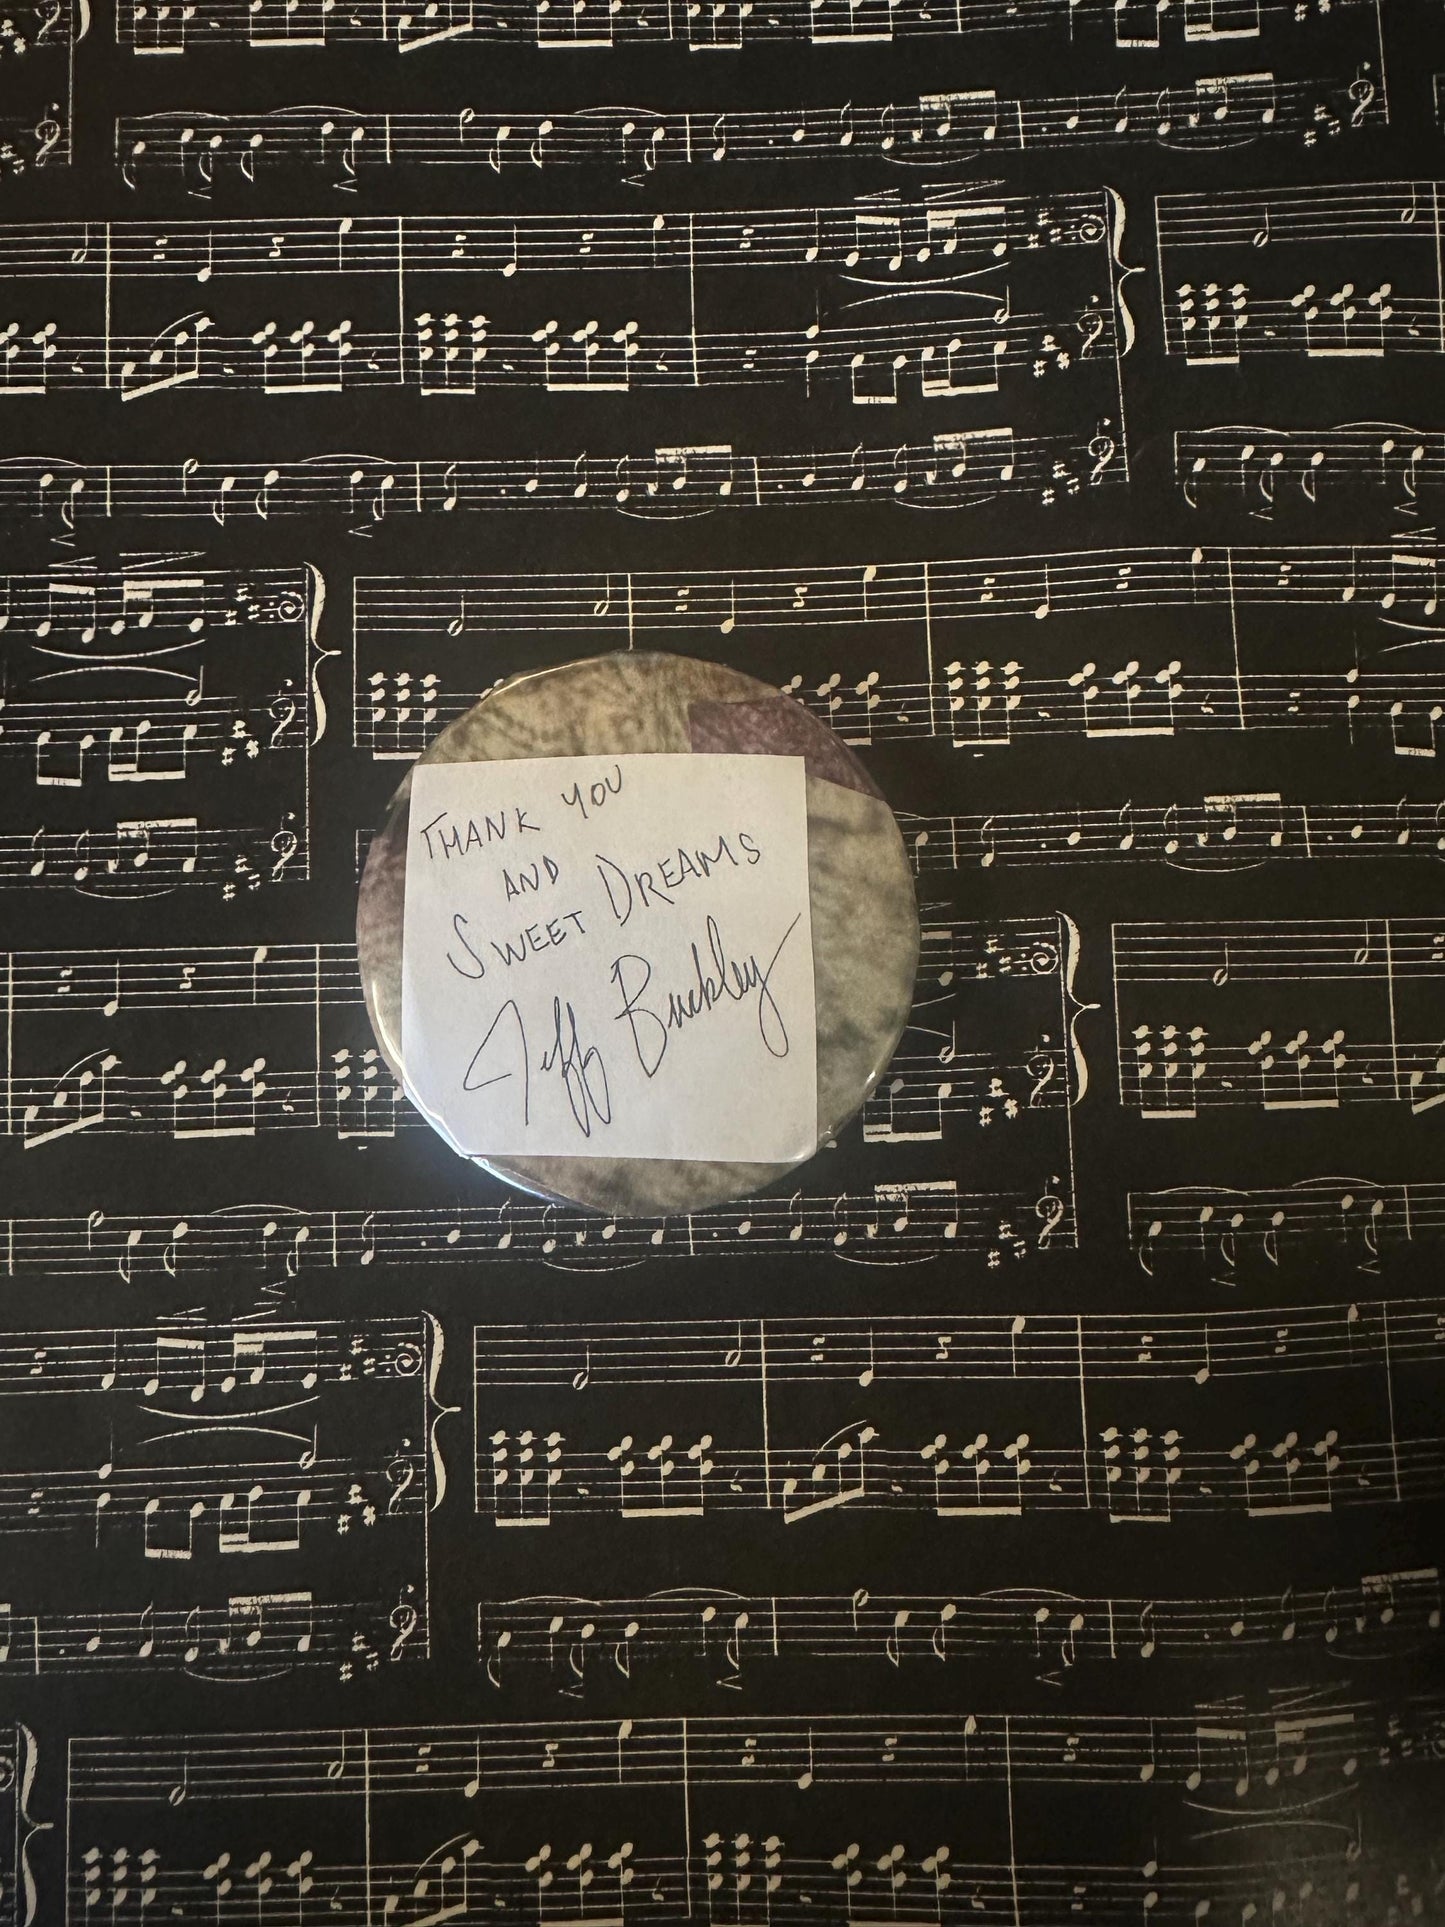 THANK YOU
AND
SWEET DREAMS
Jeff Buckley